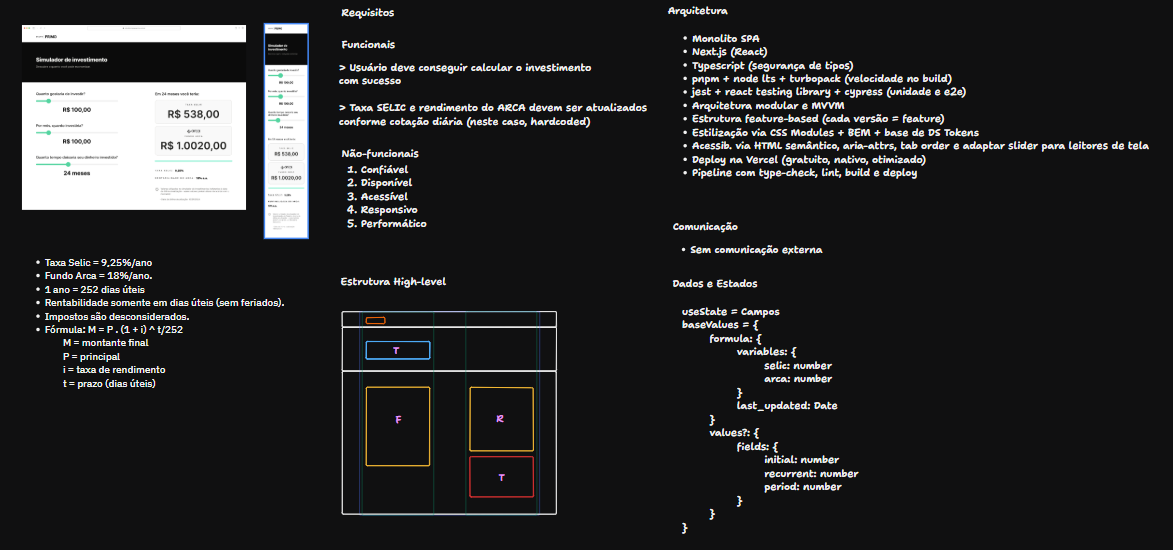 PRIMO
Simulador de investimento
Quanto gostaria de investir?
R$ 100,00
Por mês, quanto investiria?
R$ 100,00
Quanto tempo deixaria seu dinheiro investido?
24 meses
Em 24 meses você teria:
R$ 538,00
R$ 1.0020,00
Simulador de
investimento
R$ 100,00
R$ 100,00
24 meses
R$ 538,00
R$ 1.0020,00
Taxa Selic = 9,25%/ano
Fundo Arca = 18%/ano.
1 ano = 252 dias úteis
Rentabilidade somente em dias úteis (sem feriados).
Impostos são desconsiderados.
Fórmula: M = P . (1 + i) ^ t/252
M = montante final
P = principal
i = taxa de rendimento
t = prazo (dias úteis)
Requisitos
Funcionais
> Usuário deve conseguir calcular o investimento
com sucesso
> Taxa SELIC e rendimento do ARCA devem ser atualizados
conforme cotação diária (neste caso, hardcoded)
Não-funcionais
1. Confiável
2. Disponível
3. Acessível
4. Responsivo
5. Performático
Estrutura High-level
T
F
R
T
Arquitetura
Monolito SPA
Next.js (React)
Typescript (segurança de tipos)
pnpm + node lts + turbopack (velocidade no build)
jest + react testing library + cypress (unidade e e2e)
Arquitetura modular e MVVM
Estrutura feature-based (cada versão = feature)
Estilização via CSS Modules + BEM + base de DS Tokens
Acessib. via HTML semântico, aria-attrs, tab order e adaptar slider para leitores de tela
Deploy na Vercel (gratuito, nativo, otimizado)
Pipeline com type-check, lint, build e deploy
Comunicação
Sem comunicação externa
Dados e Estados
useState = Campos
baseValues = {
formula: {
variables: {
selic: number
arca: number
}
last_updated: Date
}
values?: {
fields: {
initial: number
recurrent: number
period: number
}
}
}